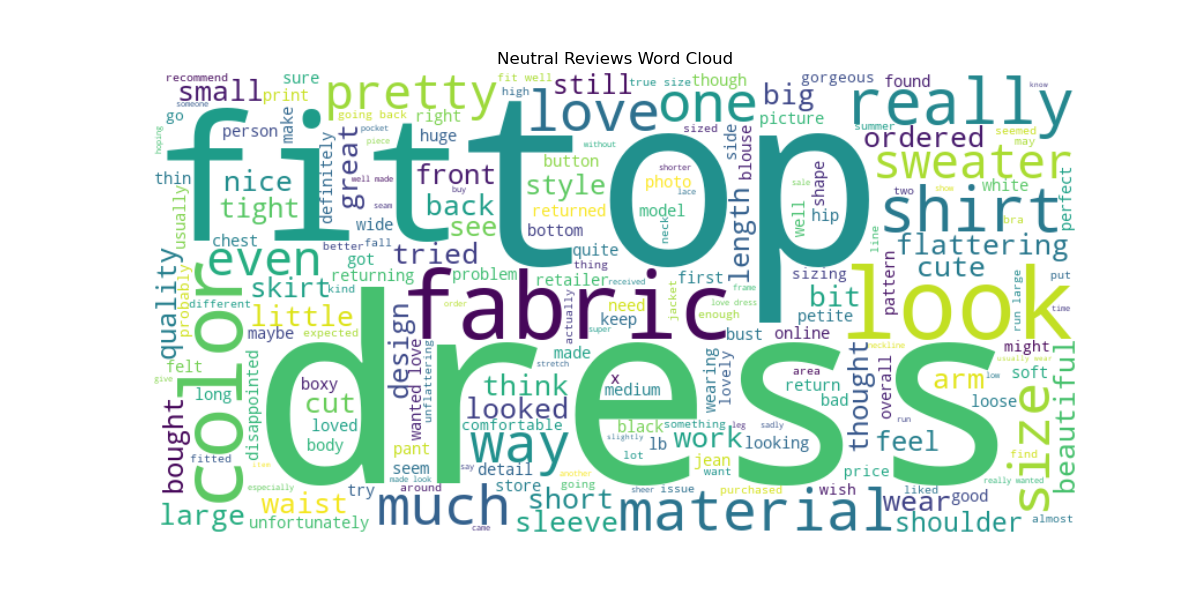 Neutral Reviews Word Cloud
recommend
sure
pretty
still
true size
though
gorgeous
found
know
small
print
fit well
high
love
one
big
really
someone
going back
right
picture
summer
seemed
may
go
person
make
huge
pocket
piece
without
sized
side
blouse
ordered
hoping
fit
top
definitely
great
front
button
shorter
sweater
thin
nice
well made
buy
style
photo
lace
shape
two
show
white
perfect
usually
tight
seam
back
returned
model
neck
length
well
hip
shirt
bra
chest
wide
see
bottom
line
flattering
quality
even
better
fall
tried
quite
thing
sizing
pattern
cute
got
returning
problem
retailer
received
first
run large
put
color
skirt
kind
fabric
actually
need
jacket
frame
love dress
bit
time
probably
different
little
order
super
keep
enough
petite
maybe
expected
design
made
bust
online
might
neckline
usually wear
felt
give
dress
look
unflattering
stretch
x
medium
wearing
lovely
area
return
bad
thought
overall
arm
low
soft
long
boxy
wanted love
think
loose
size
beautiful
bought
disappointed
cut
loved
looked
comfortable
black
something
leg
sadly
run
body
way
slightly
lb
work
looking
feel
fitted
pant
lot
jean
find
item
seem
made look
say
detail
another
want
price
really wanted
especially
waist
try
around
store
going
sheer
issue
purchased
wish
liked
wear
good
large
unfortunately
much
came
short
sleeve
material
shoulder
almost